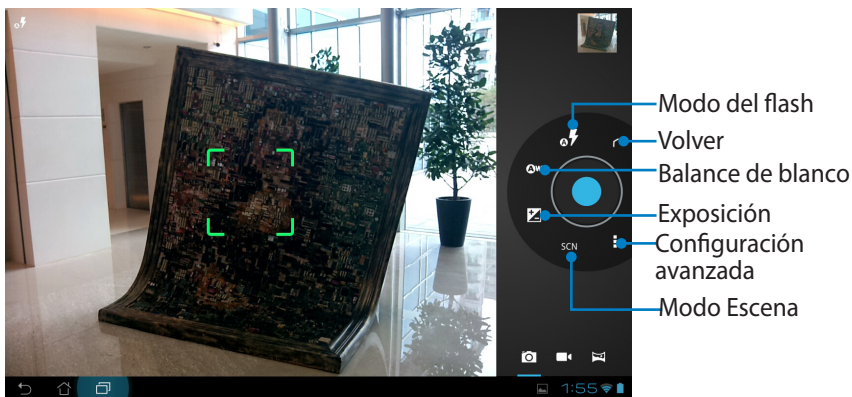 Modo del flash
Volver
Balance de blanco
Exposición
Configuración
avanzada
Modo Escena
SCN
1:55